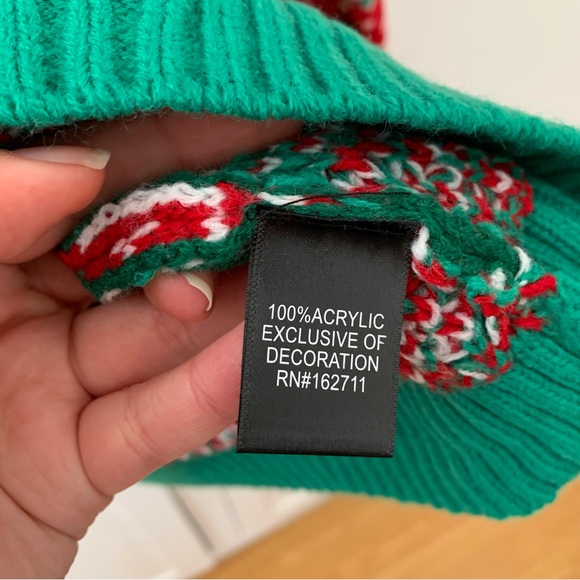 100%ACRYLIC
EXCLUSIVE OF
DECORATION
RN#162711